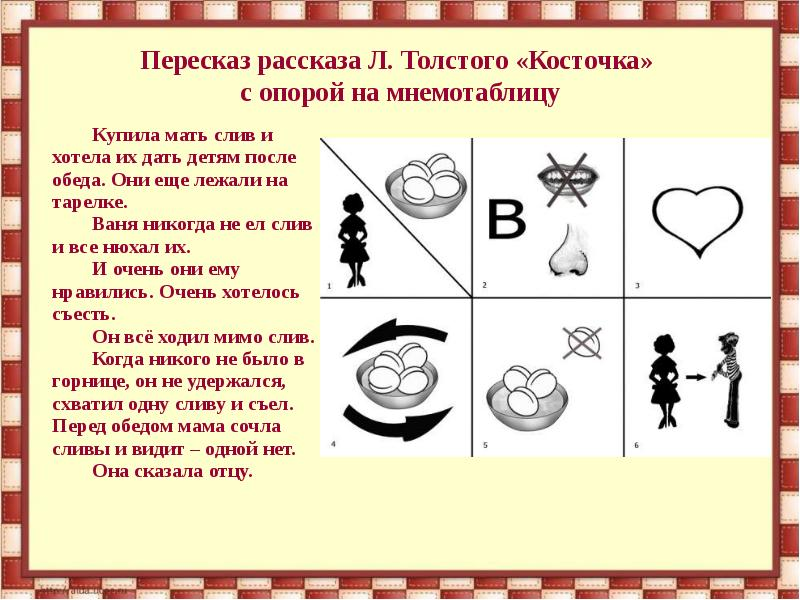 Пересказ рассказа Л. Толстого «Косточка»
с опорой на мнемотаблицу
Купила мать слив и
хотела их дать детям после
обеда. Они еще лежали на
тарелке.
Ваня никогда не ел слив
и все нюхал их.
И очень они ему
нравились. Очень хотелось
съесть.
Он всё ходил мимо слив.
Когда никого не было в
горнице, он не удержался,
схватил одну сливу и съел.
Перед обедом мама сочла
сливы и видит – одной нет.
Она сказала отцу.
1
В
2
3
4
5
6